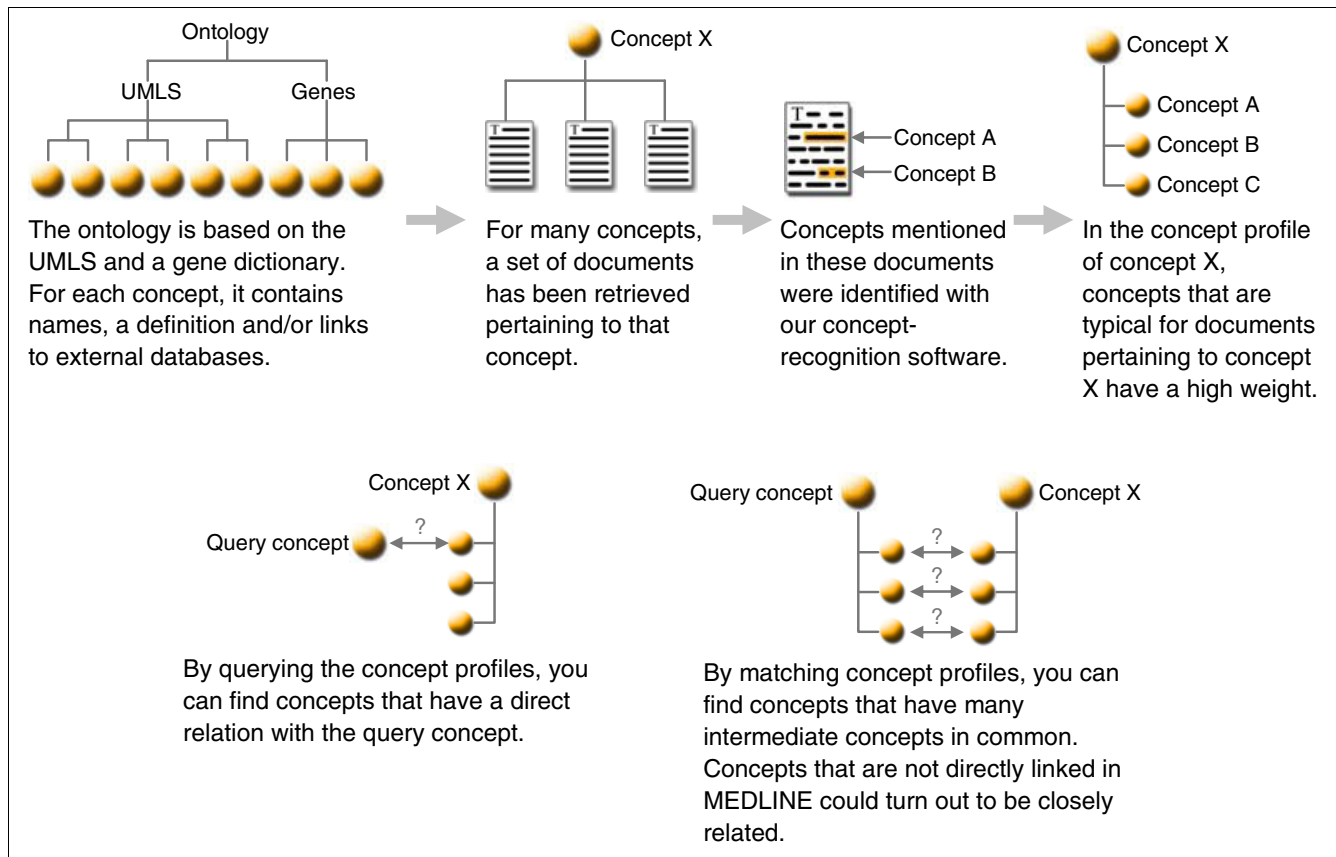 Ontology
UMLS
Genes
The ontology is based on the
UMLS and a gene dictionary.
For each concept, it contains
names, a definition and/or links
to external databases.
Concept X
T
T
T
For many concepts,
a set of documents
has been retrieved
pertaining to that
concept.
T
Concept A
Concept B
Concepts mentioned
in these documents
were identified with
our concept-
recognition software.
Concept X
Concept A
Concept B
Concept C
In the concept profile
of concept X,
concepts that are
typical for documents
pertaining to concept
X have a high weight.
Concept X
Query concept
?
By querying the concept profiles, you
can find concepts that have a direct
relation with the query concept.
Query concept
Concept X
?
?
?
By matching concept profiles, you can
find concepts that have many
intermediate concepts in common.
Concepts that are not directly linked in
MEDLINE could turn out to be closely
related.